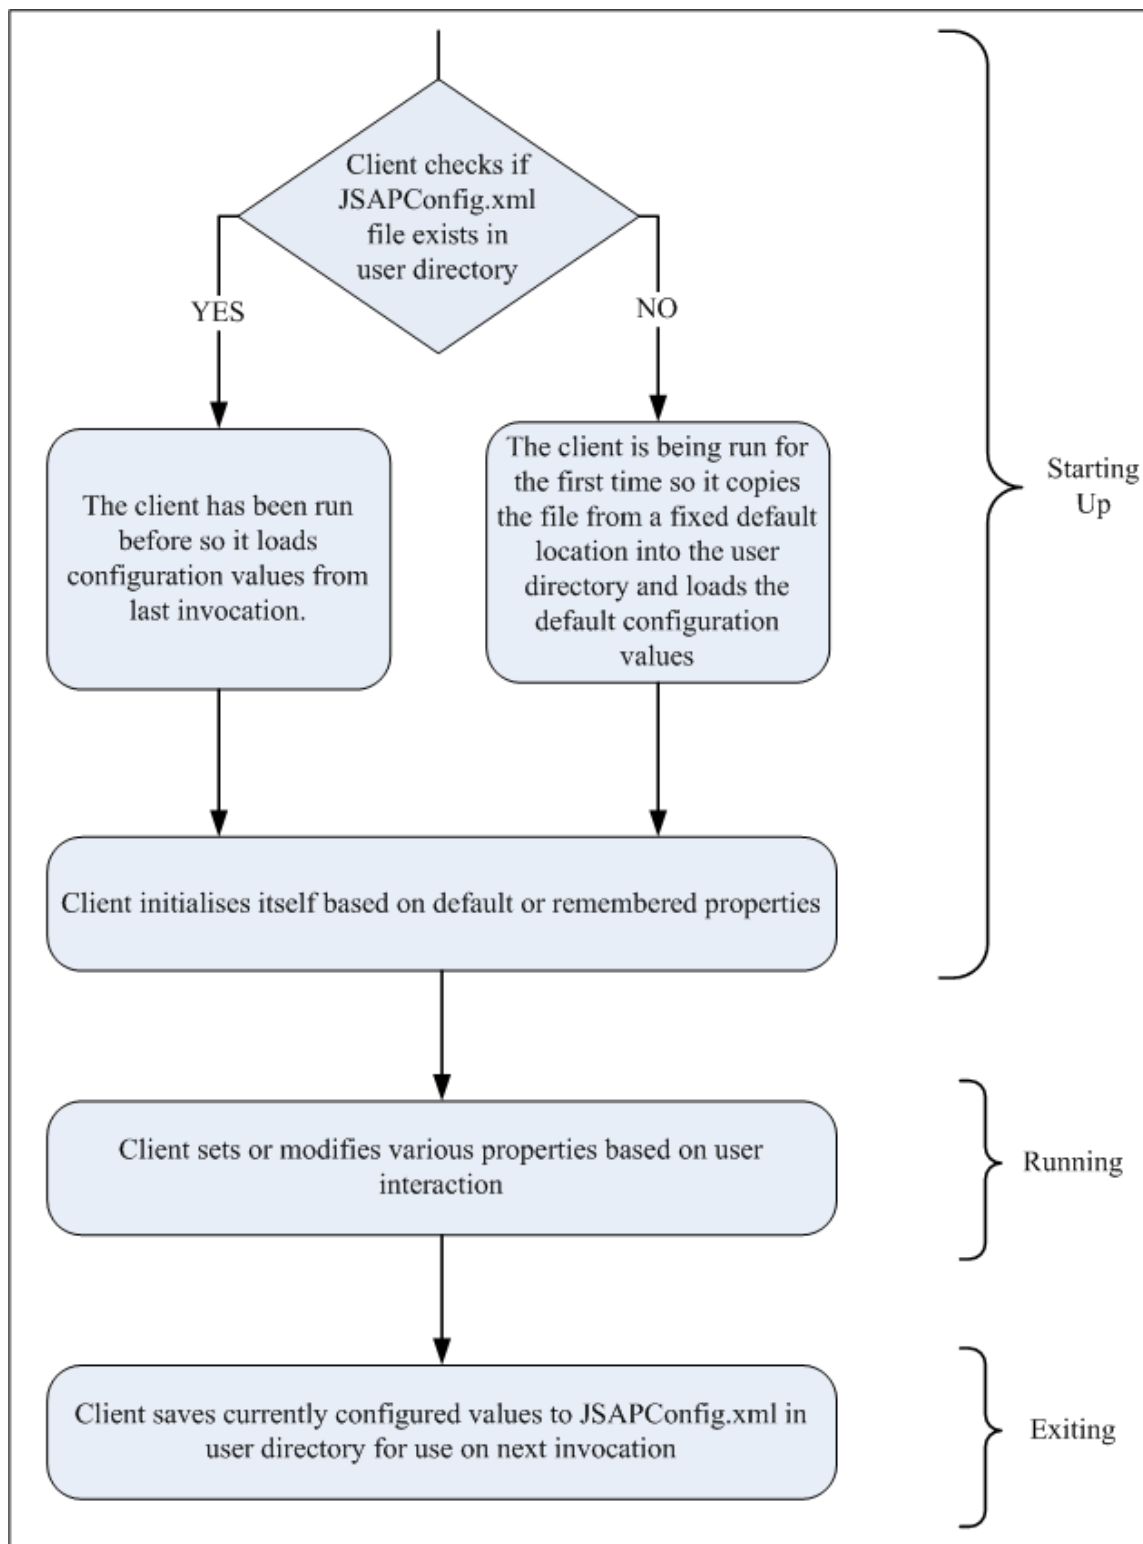 Client checks if
JSAPConfig.xml
file exists in
user directory
YES
NO
The client has been run
before so it loads
configuration values from
last invocation.
The client is being run for
the first time so it copies
the file from a fixed default
location into the user
directory and loads the
default configuration
values
Starting
Up
Client initialises itself based on default or remembered properties
Client sets or modifies various properties based on user
interaction
Running
Client saves currently configured values to JSAPConfig.xml in
user directory for use on next invocation
Exiting